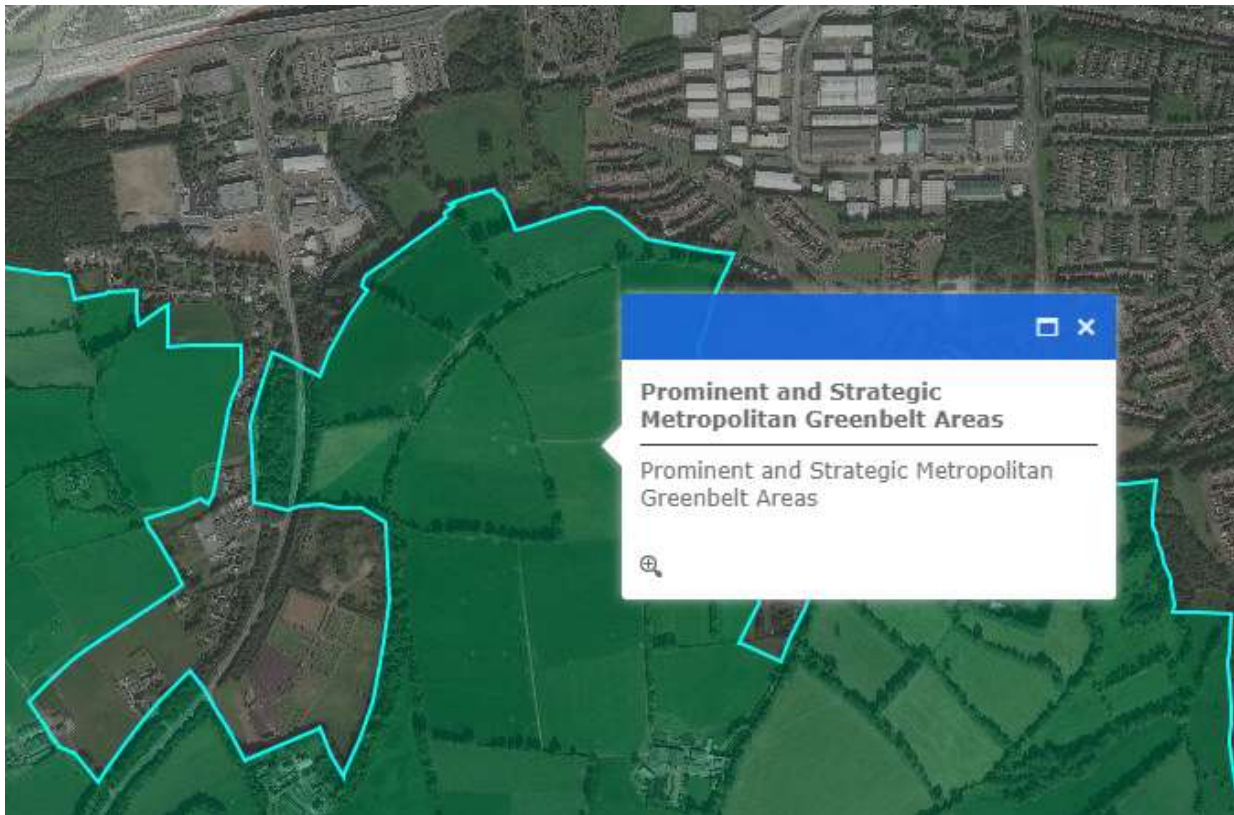 Prominent and Strategic
Metropolitan Greenbelt Areas
Prominent and Strategic Metropolitan
Greenbelt Areas